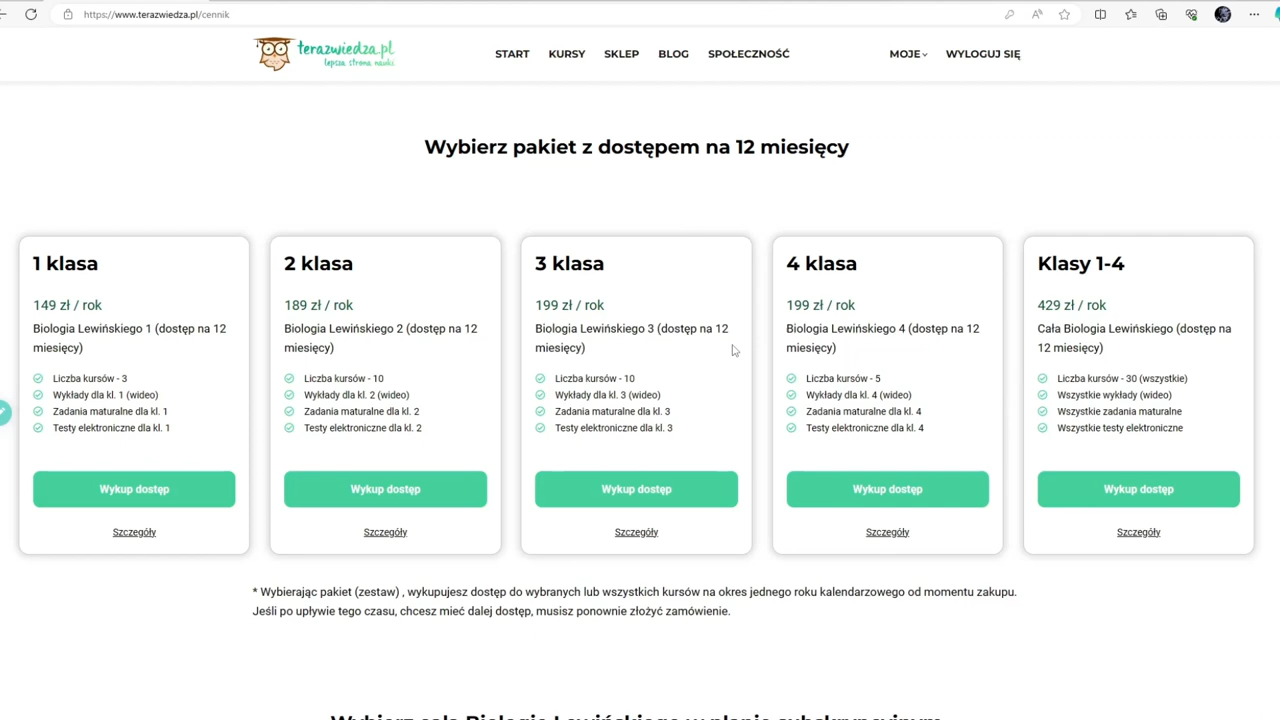 https://www.terazwiedza.pl/cennik
terazwiedza.pl
lepsza strona nauki
START KURSY SKLEP BLOG SPOŁECZNOŚĆ MOJE WYLOGUJ SIĘ
Wybierz pakiet z dostępem na 12 miesięcy
1 klasa
149 zł / rok
Biologia Lewińskiego 1 (dostęp na 12
miesięcy)
Liczba kursów - 3
Wykłady dla kl. 1 (wideo)
Zadania maturalne dla kl. 1
Testy elektroniczne dla kl. 1
Wykup dostęp
Szczegóły
2 klasa
189 zł / rok
Biologia Lewińskiego 2 (dostęp na 12
miesięcy)
Liczba kursów - 10
Wykłady dla kl. 2 (wideo)
Zadania maturalne dla kl. 2
Testy elektroniczne dla kl. 2
Wykup dostęp
Szczegóły
3 klasa
199 zł / rok
Biologia Lewińskiego 3 (dostęp na 12
miesięcy)
Liczba kursów - 10
Wykłady dla kl. 3 (wideo)
Zadania maturalne dla kl. 3
Testy elektroniczne dla kl. 3
Wykup dostęp
Szczegóły
4 klasa
199 zł / rok
Biologia Lewińskiego 4 (dostęp na 12
miesięcy)
Liczba kursów - 5
Wykłady dla kl. 4 (wideo)
Zadania maturalne dla kl. 4
Testy elektroniczne dla kl. 4
Wykup dostęp
Szczegóły
Klasy 1-4
429 zł / rok
Cała Biologia Lewińskiego (dostęp na
12 miesięcy)
Liczba kursów - 30 (wszystkie)
Wszystkie wykłady (wideo)
Wszystkie zadania maturalne
Wszystkie testy elektroniczne
Wykup dostęp
Szczegóły
* Wybierając pakiet (zestaw) , wykupujesz dostęp do wybranych lub wszystkich kursów na okres jednego roku kalendarzowego od momentu zakupu.
Jeśli po upływie tego czasu, chcesz mieć dalej dostęp, musisz ponownie złożyć zamówienie.
Wybierz całą Biologię Lewińskiego w planie subskrypcyjnym